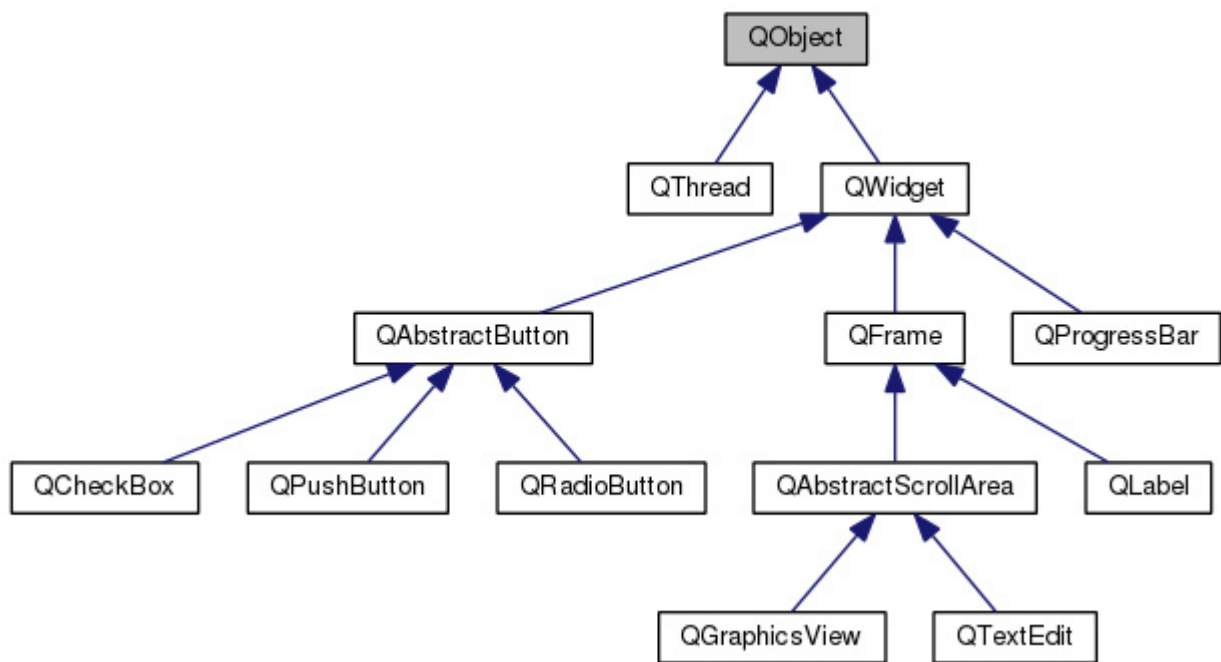 QObject
QThread
QWidget
QAbstractButton
QFrame
QProgressBar
QCheckBox
QPushButton
QRadioButton
QAbstractScrollArea
QLabel
QGraphicsView
QTextEdit